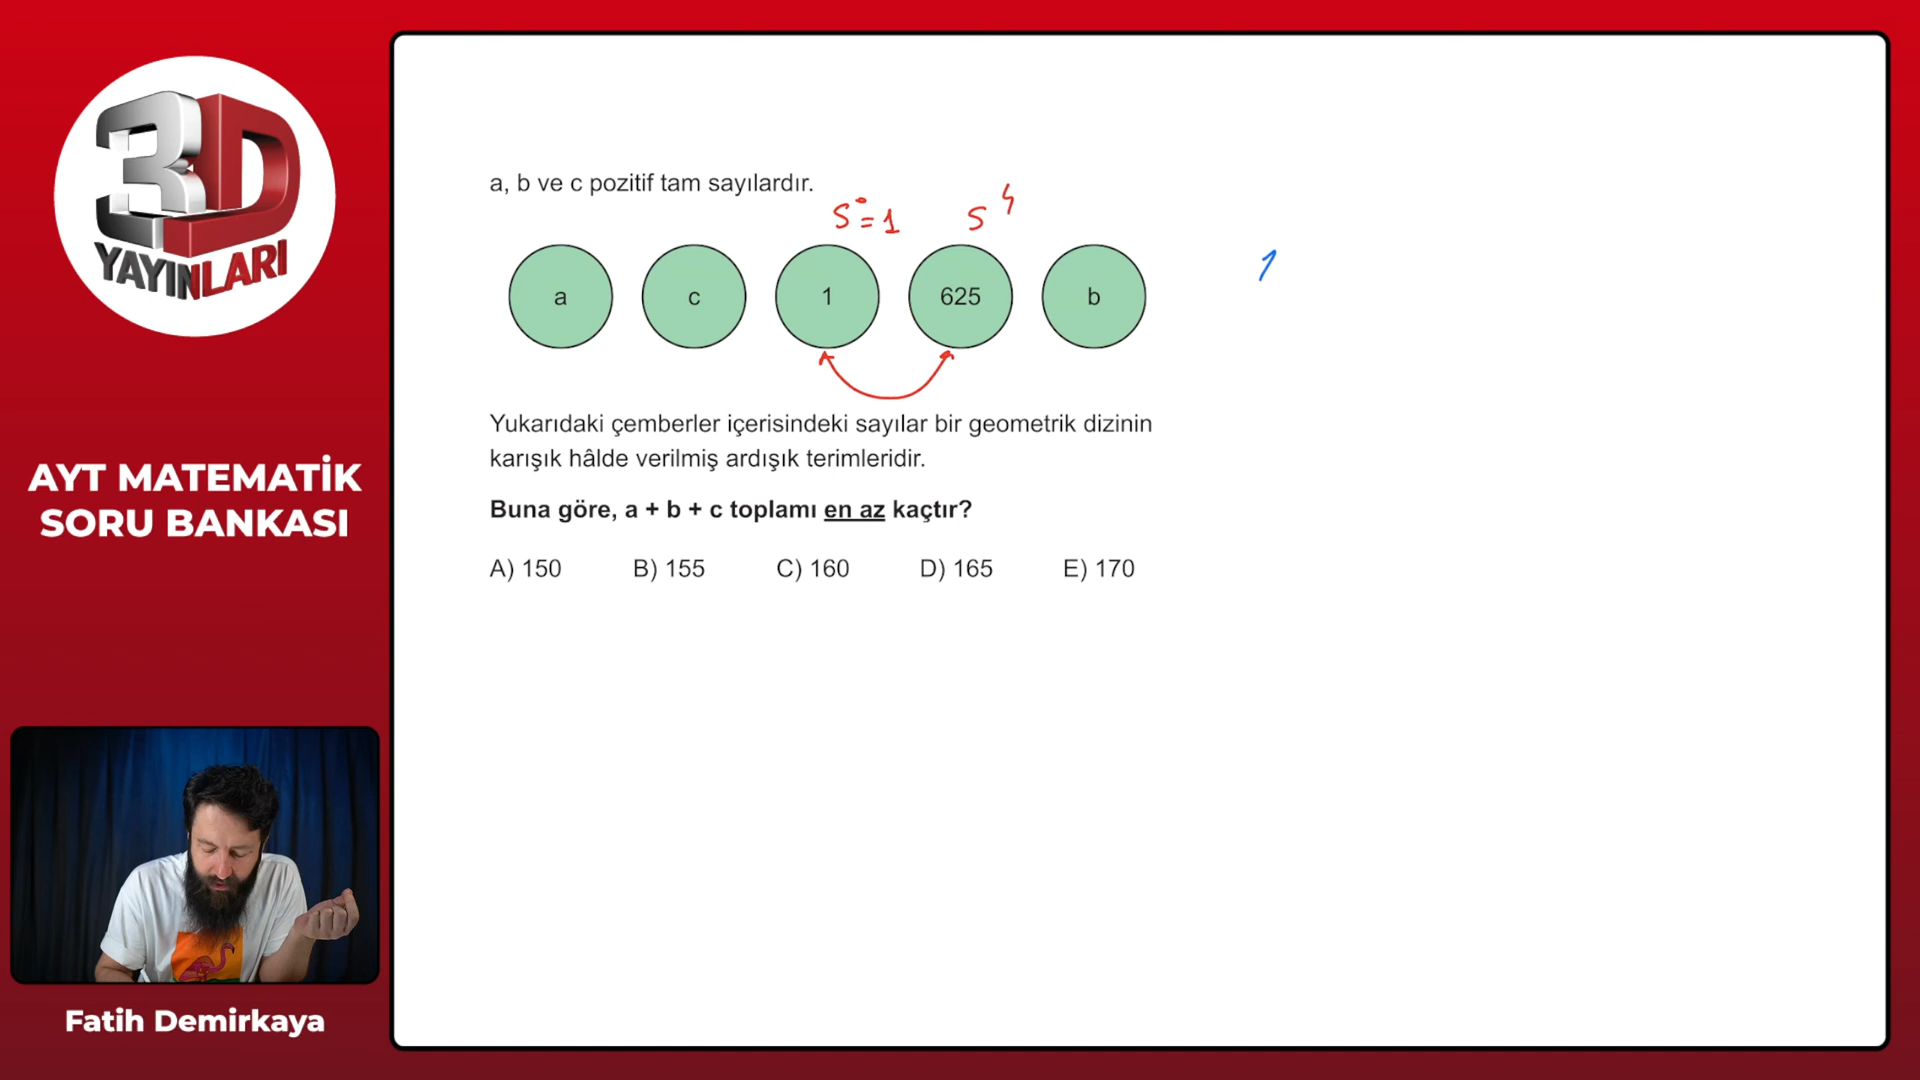 3D
YAYINLARI
AYT MATEMATİK
SORU BANKASI
Fatih Demirkaya
a, b ve c pozitif tam sayılardır.
5⁰=1 5⁴
1
a c 1 625 b
Yukarıdaki çemberler içerisindeki sayılar bir geometrik dizinin
karışık hâlde verilmiş ardışık terimleridir.
Buna göre, a + b + c toplamı en az kaçtır?
A) 150 B) 155 C) 160 D) 165 E) 170